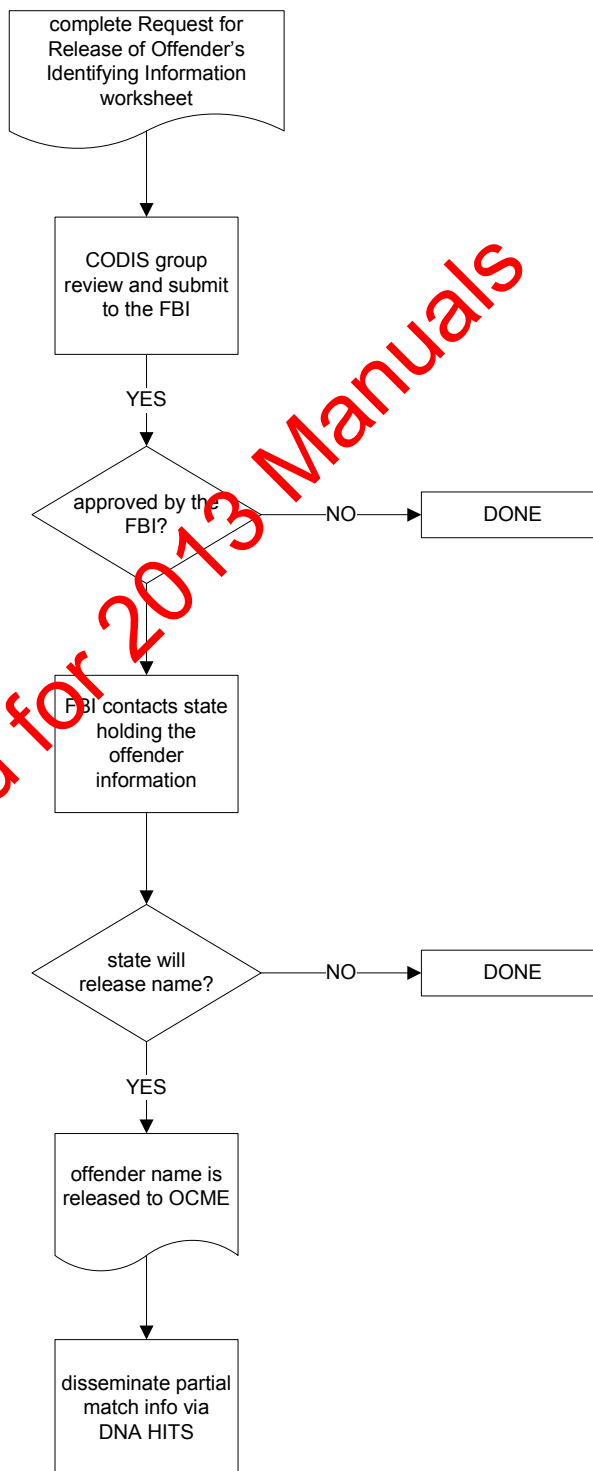 complete Request for
Release of Offender’s
Identifying Information
worksheet
CODIS group
review and submit
to the FBI
YES
approved by the
FBI?
NO
DONE
FBI contacts state
holding the
offender
information
state will
release name?
NO
DONE
YES
offender name is
released to OCME
disseminate partial
match info via
DNA HITS
for 2013 Manuals